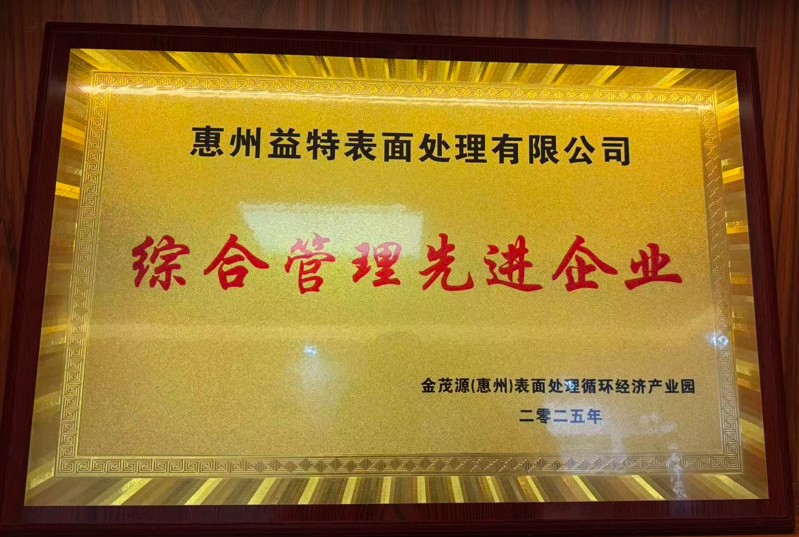 惠州益特表面处理有限公司
综合管理先进企业
金茂源(惠州)表面处理循环经济产业园
二零二五年